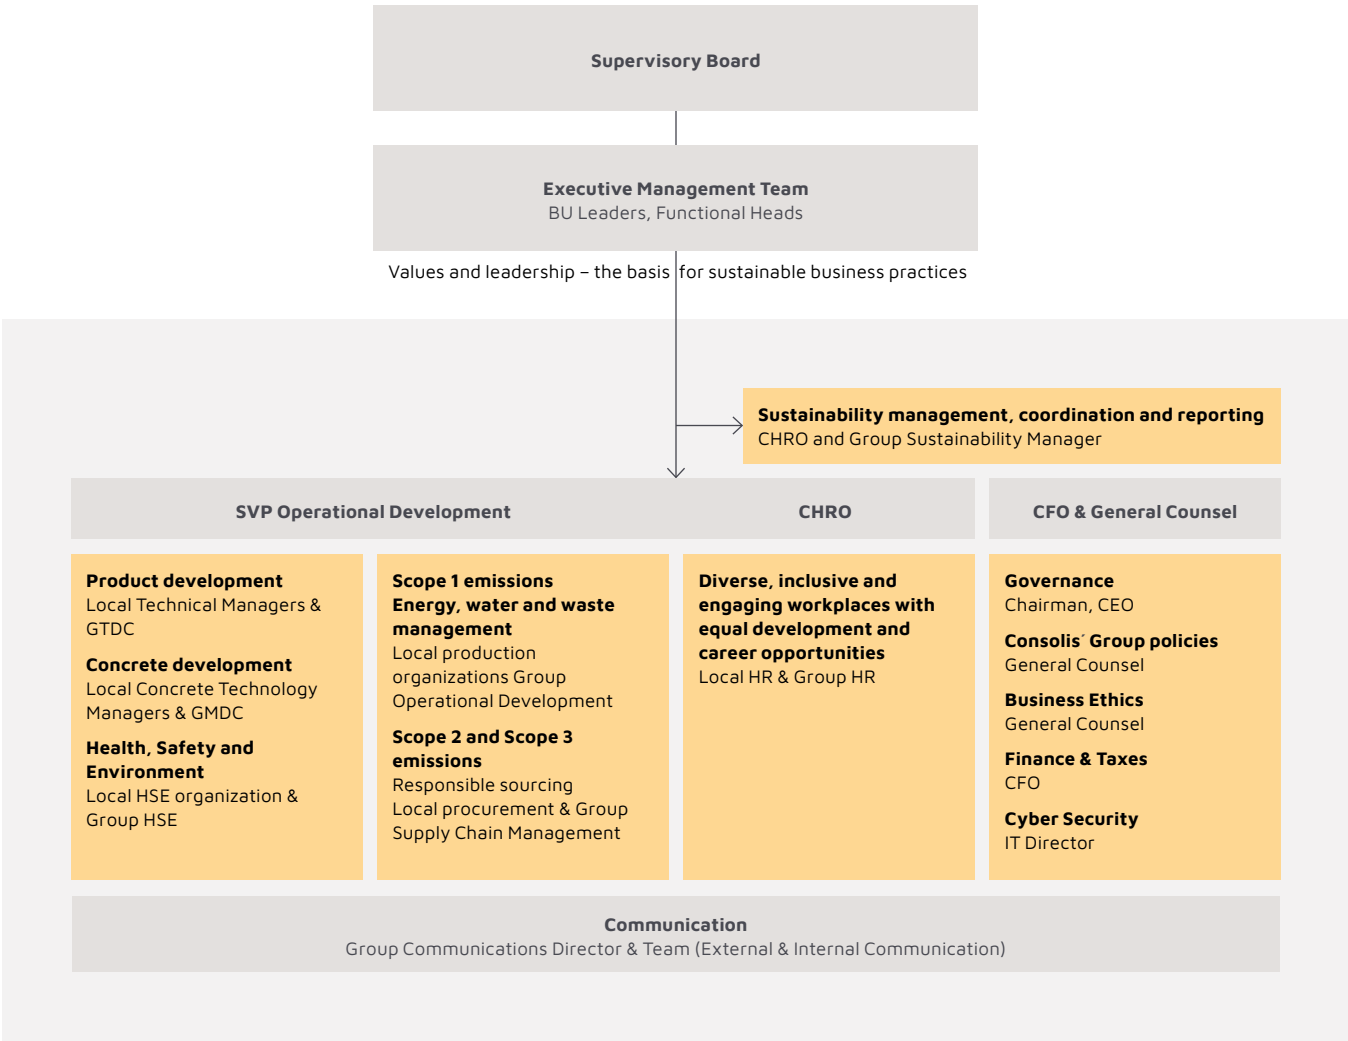 Supervisory Board
Executive Management Team
BU Leaders, Functional Heads
Values and leadership – the basis for sustainable business practices
Sustainability management, coordination and reporting
CHRO and Group Sustainability Manager
SVP Operational Development
CHRO
CFO & General Counsel
Product development
Local Technical Managers &
GTDC
Concrete development
Local Concrete Technology
Managers & GMDC
Health, Safety and
Environment
Local HSE organization &
Group HSE
Scope 1 emissions
Energy, water and waste
management
Local production
organizations Group
Operational Development
Scope 2 and Scope 3
emissions
Responsible sourcing
Local procurement & Group
Supply Chain Management
Diverse, inclusive and
engaging workplaces with
equal development and
career opportunities
Local HR & Group HR
Governance
Chairman, CEO
Consolis´ Group policies
General Counsel
Business Ethics
General Counsel
Finance & Taxes
CFO
Cyber Security
IT Director
Communication
Group Communications Director & Team (External & Internal Communication)